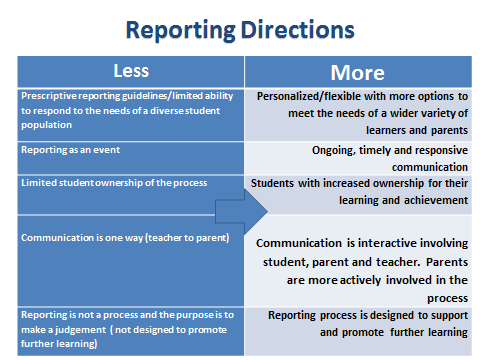 Reporting Directions
Less
More
Prescriptive reporting guidelines/limited ability
to respond to the needs of a diverse student
population
Personalized/flexible with more options to
meet the needs of a wider variety of
learners and parents
Reporting as an event
Ongoing, timely and responsive
communication
Limited student ownership of the process
Students with increased ownership for their
learning and achievement
Communication is one way (teacher to parent)
Communication is interactive involving
student, parent and teacher. Parents
are more actively involved in the
process
Reporting is not a process and the purpose is to
make a judgement ( not designed to promote
further learning)
Reporting process is designed to support
and promote further learning